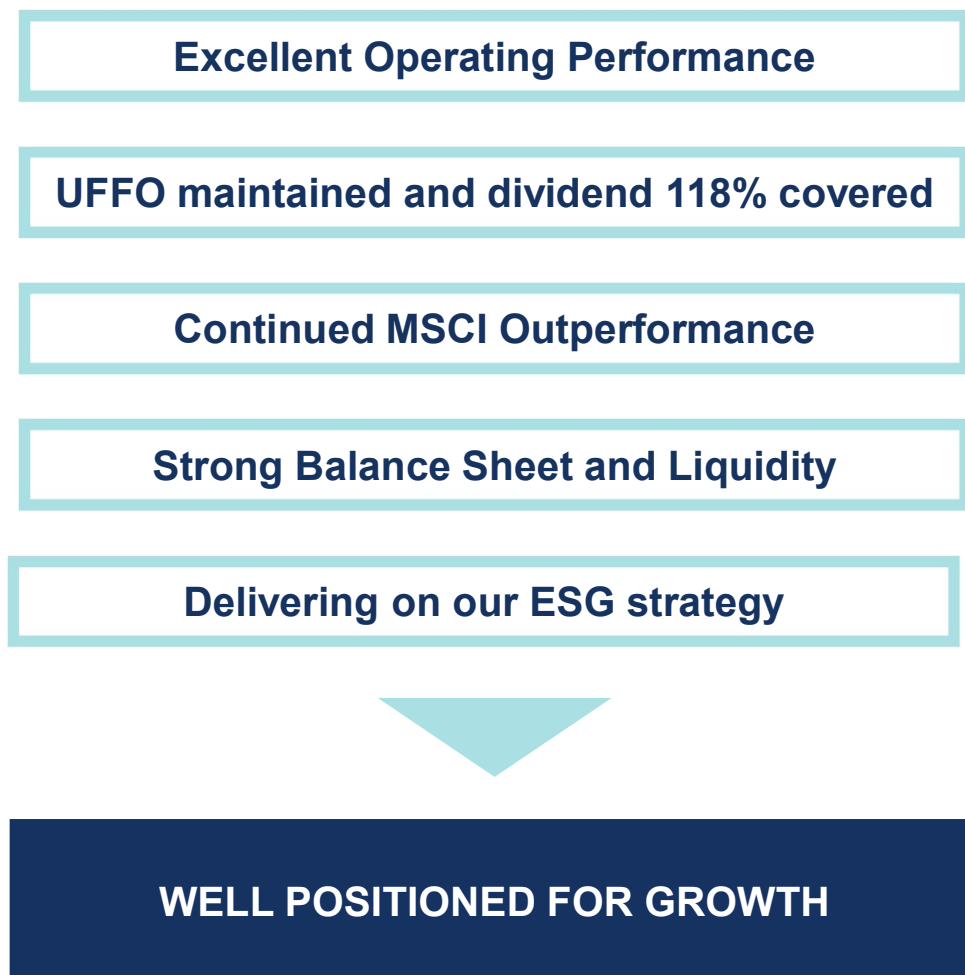 Excellent Operating Performance
UFFO maintained and dividend 118% covered
Continued MSCI Outperformance
Strong Balance Sheet and Liquidity
Delivering on our ESG strategy
WELL POSITIONED FOR GROWTH